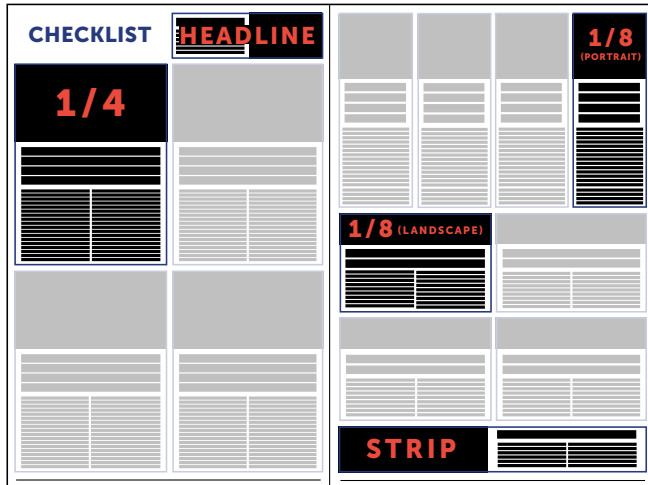 CHECKLIST
HEADLINE
1/4
1/8
(PORTRAIT)
1/8 (LANDSCAPE)
STRIP